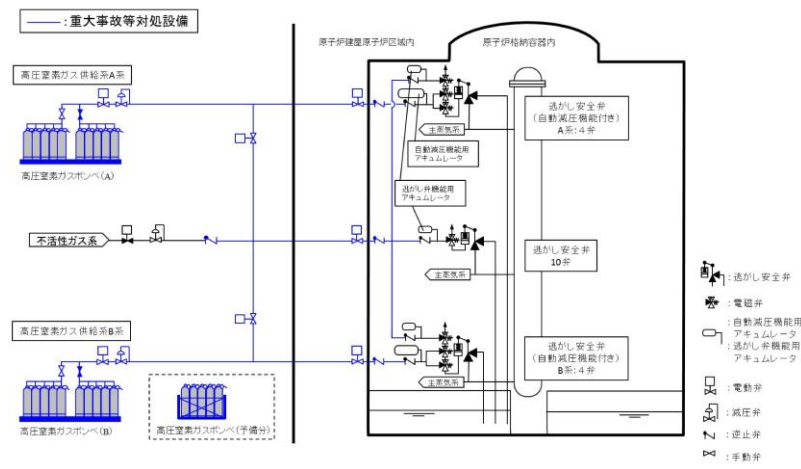 ―：重大事故等対処設備
原子炉建屋原子炉区域内
原子炉格納容器内
高圧窒素ガス供給系A系
高圧窒素ガスボンベ(A)
主蒸気系
自動減圧機能用
アキュムレータ
逃がし弁機能用
アキュムレータ
逃がし安全弁
(自動減圧機能付き)
A系:4弁
不活性ガス系
主蒸気系
逃がし安全弁
10弁
高圧窒素ガス供給系B系
高圧窒素ガスボンベ(B)
高圧窒素ガスボンベ(予備分)
主蒸気系
逃がし安全弁
(自動減圧機能付き)
B系:4弁
：逃がし安全弁
：電磁弁
：自動減圧機能用
アキュムレータ
：逃がし弁機能用
アキュムレータ
：電動弁
：減圧弁
：逆止弁
：手動弁